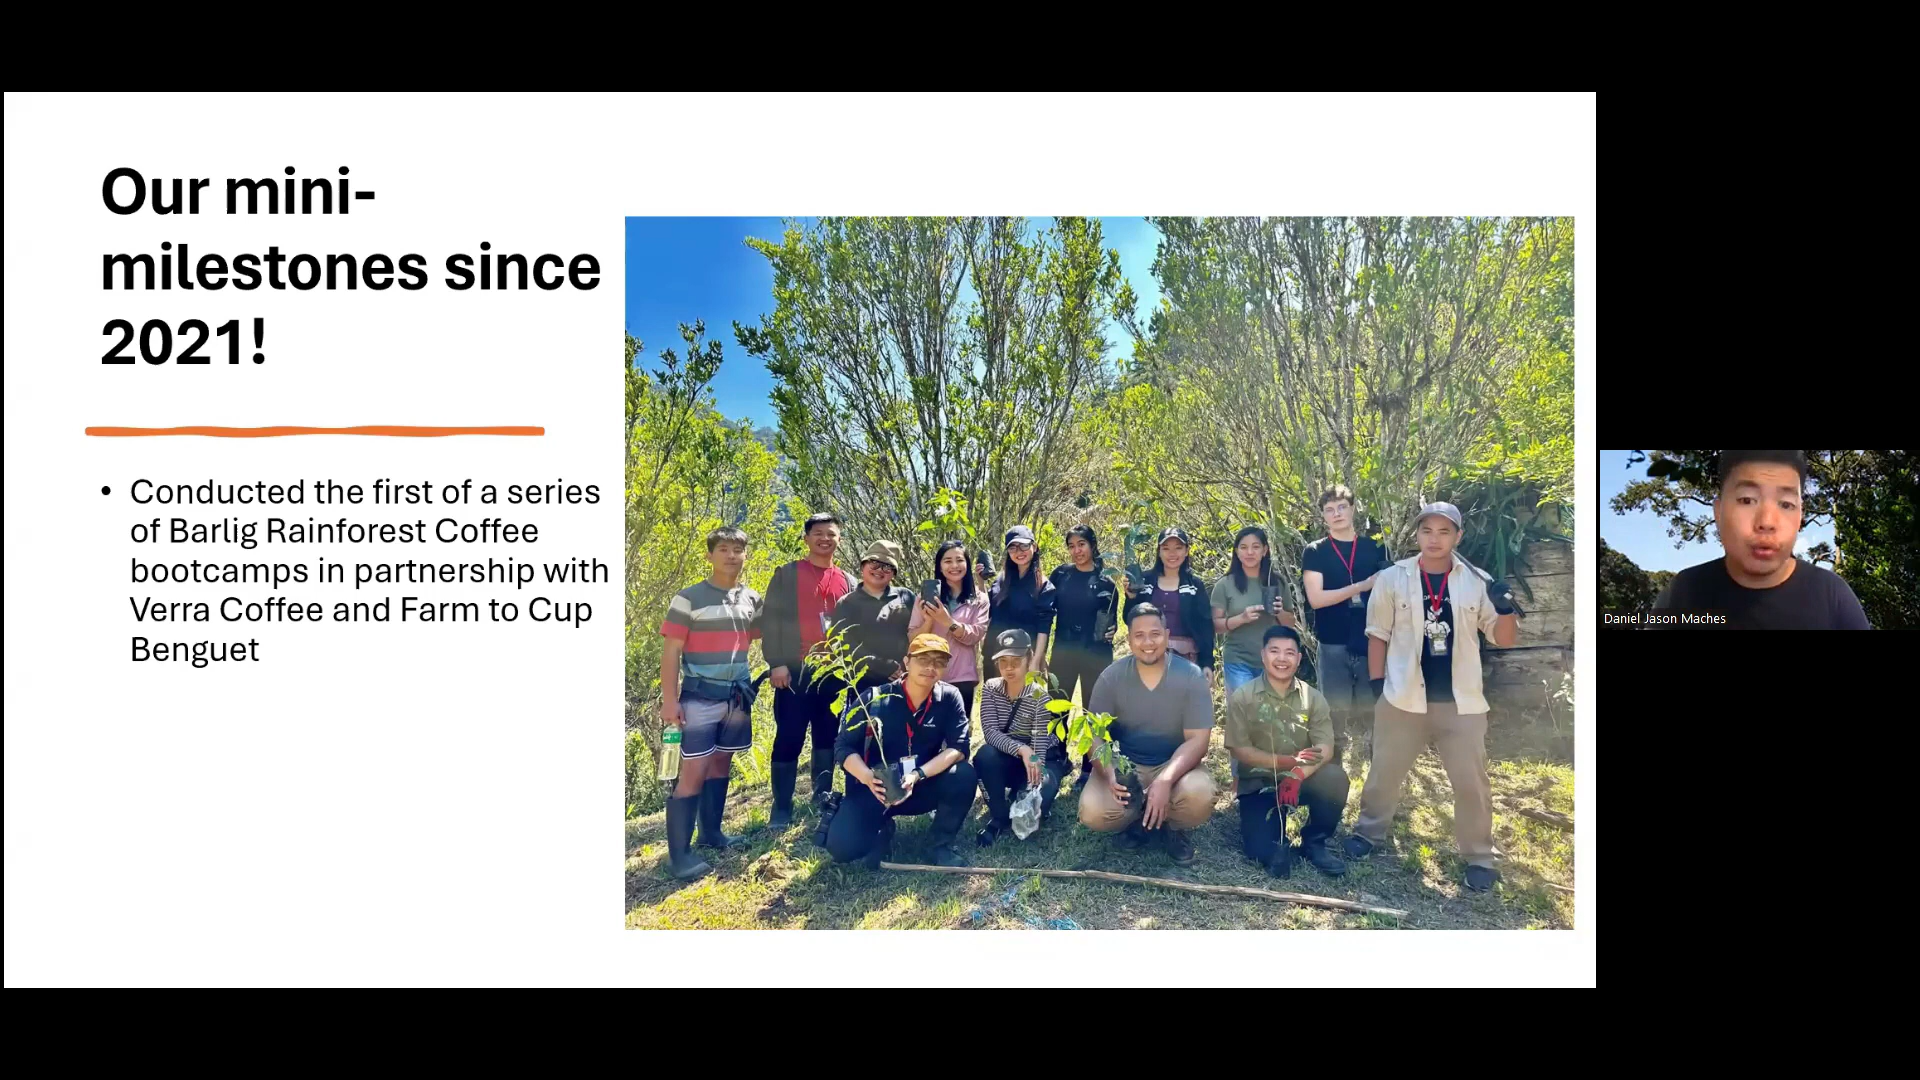 Our mini-
milestones since
2021!
• Conducted the first of a series
of Barlig Rainforest Coffee
bootcamps in partnership with
Verra Coffee and Farm to Cup
Benguet
Daniel Jason Maches